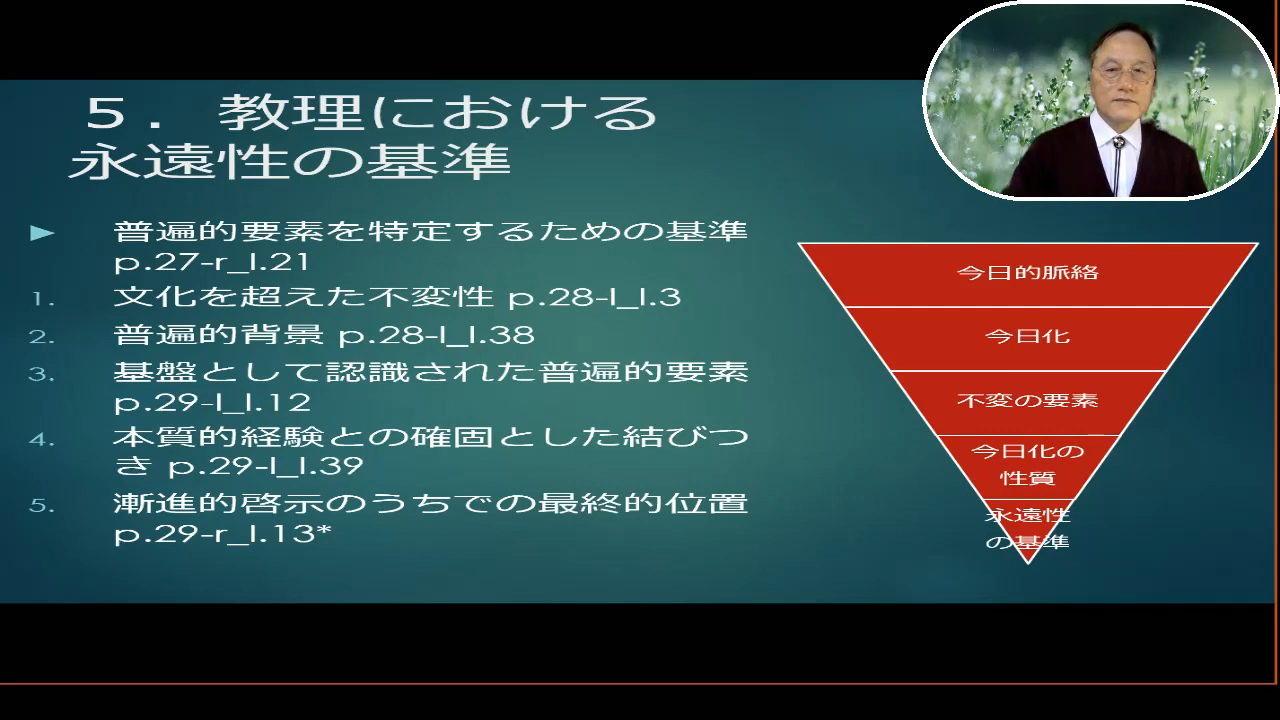 ５． 教理における
永遠性の基準
普遍的要素を特定するための基準
p.27-r_l.21
1. 文化を超えた不変性 p.28-l_l.3
2. 普遍的背景 p.28-l_l.38
3. 基盤として認識された普遍的要素
p.29-l_l.12
4. 本質的経験との確固とした結びつ
き p.29-l_l.39
5. 漸進的啓示のうちでの最終的位置
p.29-r_l.13*
今日的脈絡
今日化
不変の要素
今日化の
性質
永遠性
の基準